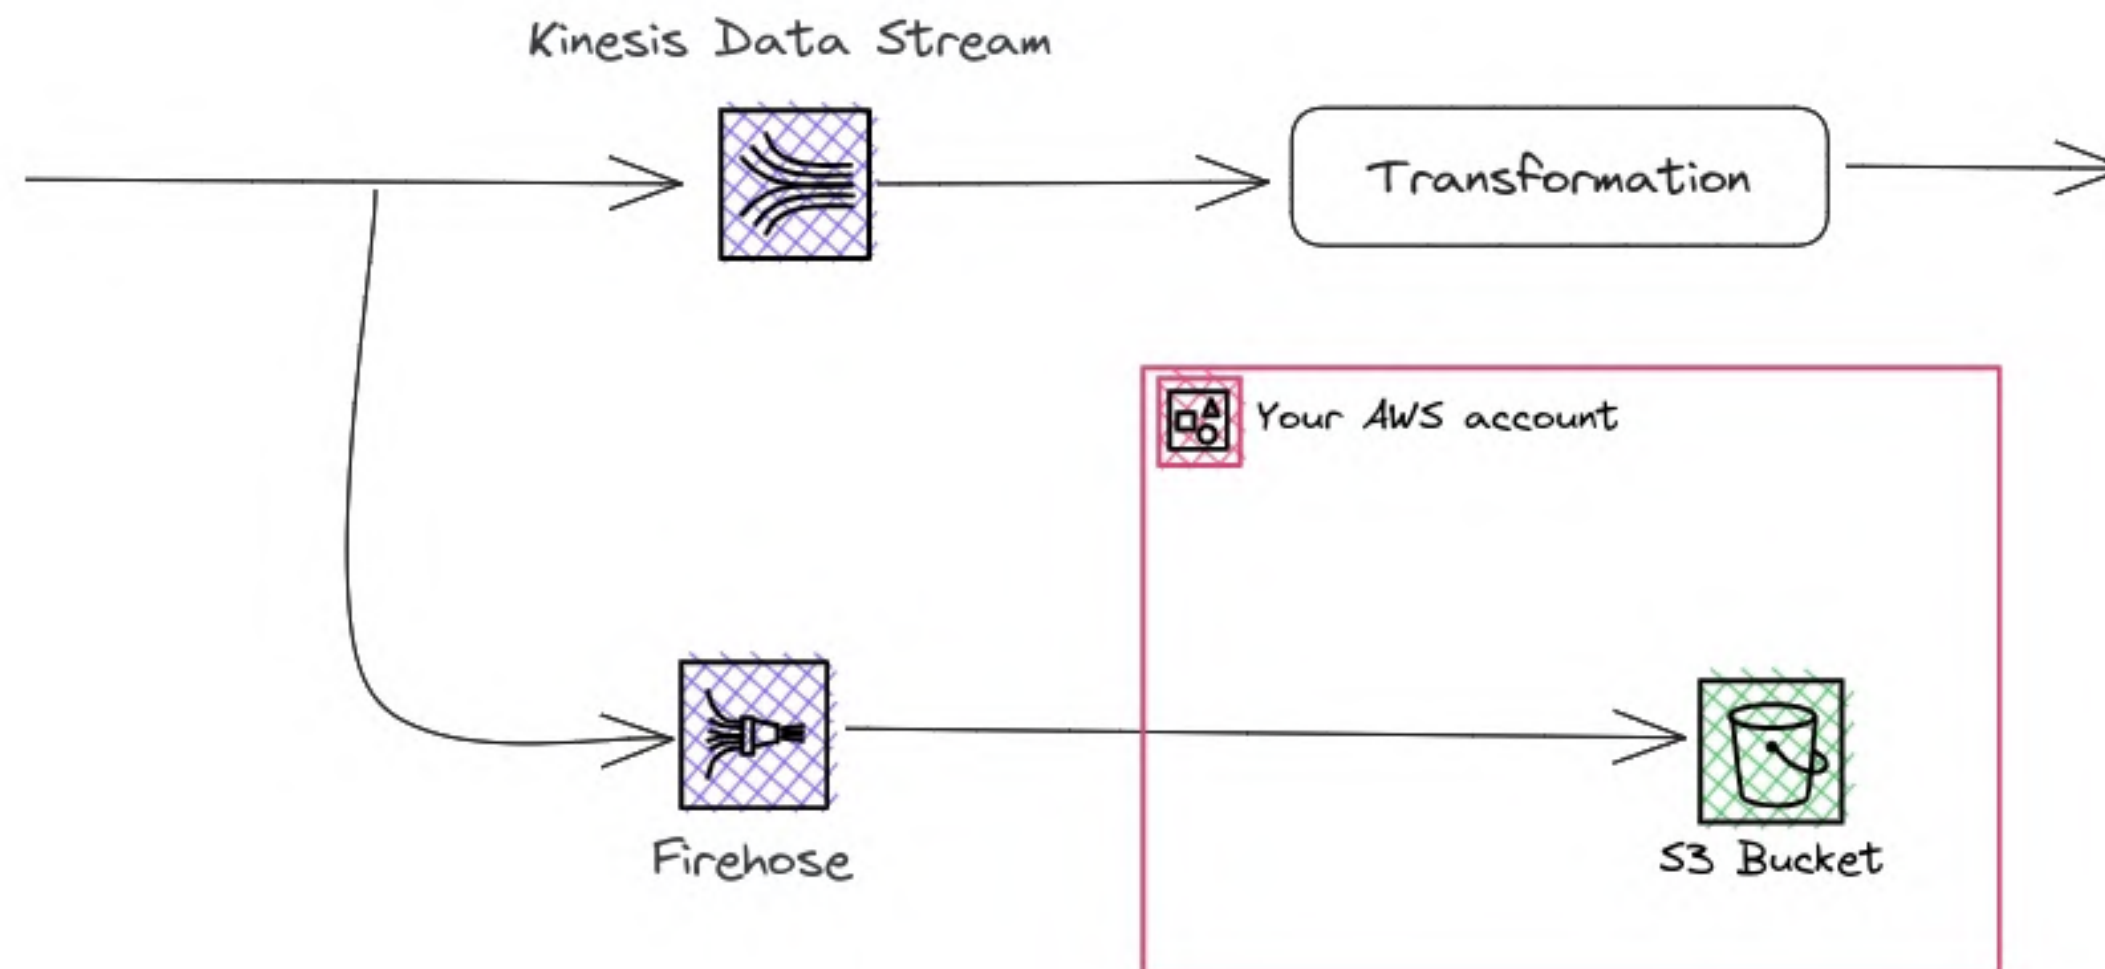 Kinesis Data Stream
Transformation
Your AWS account
Firehose
S3 Bucket